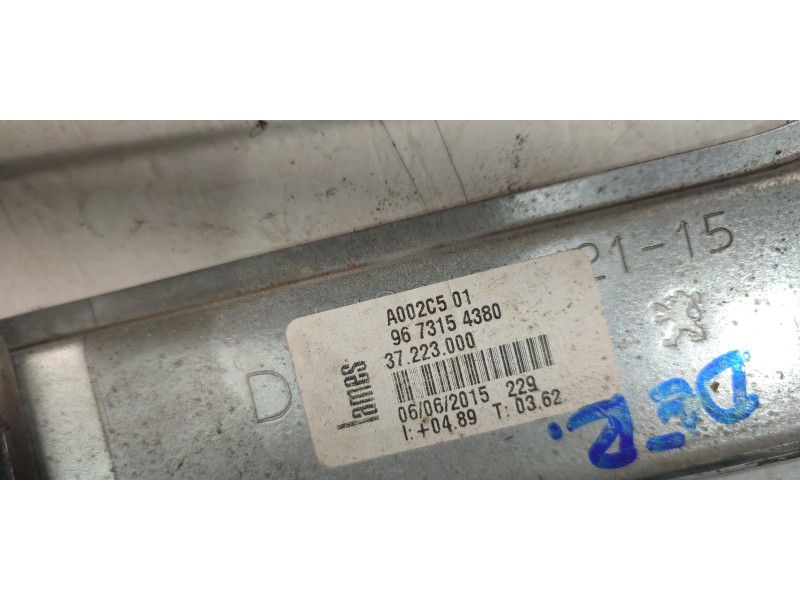 21-15
A002C5 01
96 7315 4380
37.223.000
lames
06/06/2015 229
I: +04.89 T: 03.62
D
DER.